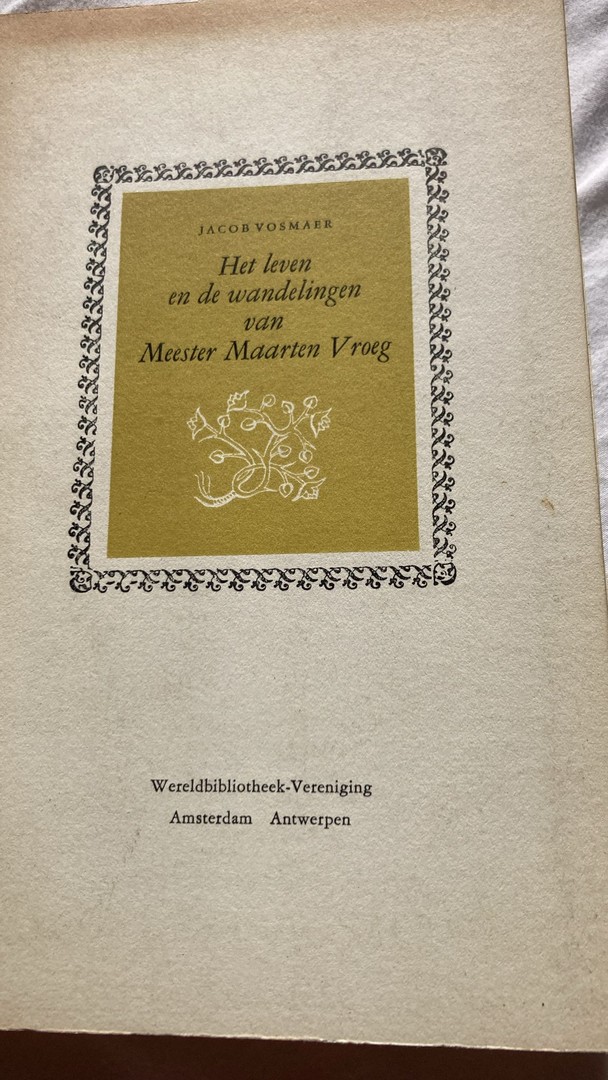 JACOB VOSMAER
Het leven
en de wandelingen
van
Meester Maarten Vroeg
Wereldbibliotheek-Vereniging
Amsterdam Antwerpen